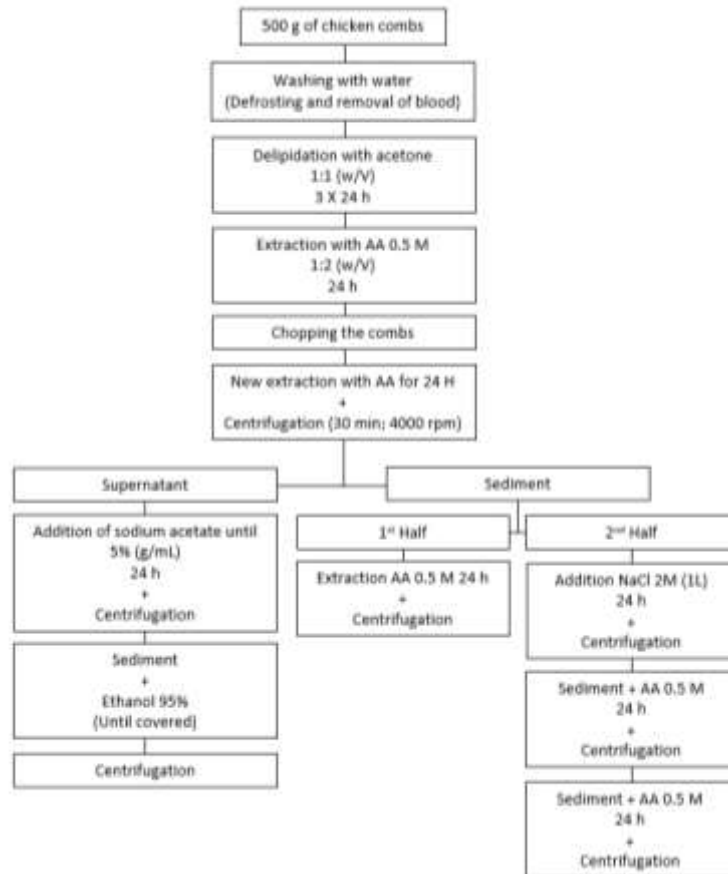 500 g of chicken combs
Washing with water
(Defrosting and removal of blood)
Delipidation with acetone
1:1 (w/V)
3 X 24 h
Extraction with AA 0.5 M
1:2 (w/V)
24 h
Chopping the combs
New extraction with AA for 24 H
+
Centrifugation (30 min; 4000 rpm)
Supernatant
Addition of sodium acetate until
5% (g/mL)
24 h
+
Centrifugation
Sediment
+
Ethanol 95%
(Until covered)
Centrifugation
Sediment
1st Half
Extraction AA 0.5 M 24 h
+
Centrifugation
2nd Half
Addition NaCl 2M (1L)
24 h
+
Centrifugation
Sediment + AA 0.5 M
24 h
+
Centrifugation
Sediment + AA 0.5 M
24 h
+
Centrifugation